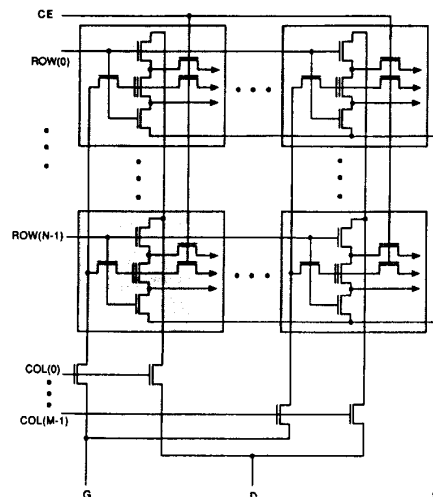 CE
ROW(0)
ROW(N-1)
COL(0)
COL(M-1)
G
D